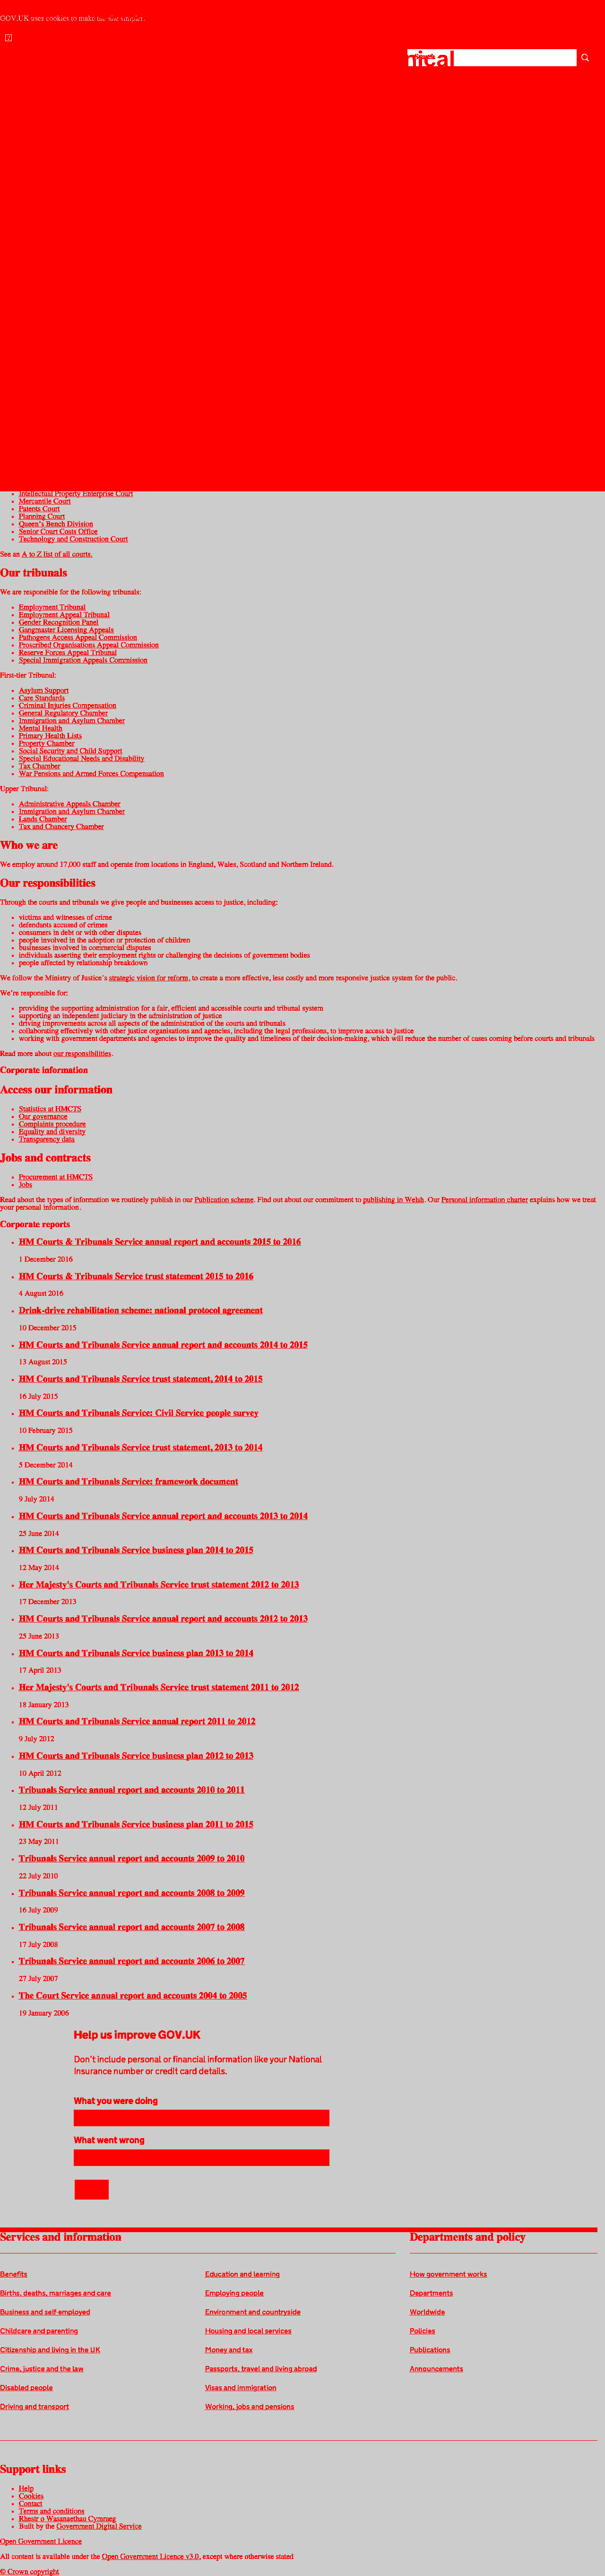 GOV.UK uses cookies to make the site simpler.
nical
Intellectual Property Enterprise Court
Mercantile Court
Patents Court
Planning Court
Queen's Bench Division
Senior Court Costs Office
Technology and Construction Court
See an A to Z list of all courts.
Our tribunals
We are responsible for the following tribunals:
Employment Tribunal
Employment Appeal Tribunal
Gender Recognition Panel
Gangmaster Licensing Appeals
Pathogens Access Appeal Commission
Proscribed Organisations Appeal Commission
Reserve Forces Appeal Tribunal
Special Immigration Appeals Commission
First-tier Tribunal:
Asylum Support
Care Standards
Criminal Injuries Compensation
General Regulatory Chamber
Immigration and Asylum Chamber
Mental Health
Primary Health Lists
Property Chamber
Social Security and Child Support
Special Educational Needs and Disability
Tax Chamber
War Pensions and Armed Forces Compensation
Upper Tribunal:
Administrative Appeals Chamber
Immigration and Asylum Chamber
Lands Chamber
Tax and Chancery Chamber
Who we are
We employ around 17,000 staff and operate from locations in England, Wales, Scotland and Northern Ireland.
Our responsibilities
Through the courts and tribunals we give people and businesses access to justice, including:
victims and witnesses of crime
defendants accused of crimes
consumers in debt or with other disputes
people involved in the adoption or protection of children
businesses involved in commercial disputes
individuals asserting their employment rights or challenging the decisions of government bodies
people affected by relationship breakdown
We follow the Ministry of Justice's strategic vision for reform, to create a more effective, less costly and more responsive justice system for the public.
We're responsible for:
providing the supporting administration for a fair, efficient and accessible courts and tribunal system
supporting an independent judiciary in the administration of justice
driving improvements across all aspects of the administration of the courts and tribunals
collaborating effectively with other justice organisations and agencies, including the legal professions, to improve access to justice
working with government departments and agencies to improve the quality and timeliness of their decision-making, which will reduce the number of cases coming before courts and tribunals
Read more about our responsibilities.
Corporate information
Access our information
Statistics at HMCTS
Our governance
Complaints procedure
Equality and diversity
Transparency data
Jobs and contracts
Procurement at HMCTS
Jobs
Read about the types of information we routinely publish in our Publication scheme. Find out about our commitment to publishing in Welsh. Our Personal information charter explains how we treat
your personal information.
Corporate reports
HM Courts & Tribunals Service annual report and accounts 2015 to 2016
1 December 2016
HM Courts & Tribunals Service trust statement 2015 to 2016
4 August 2016
Drink-drive rehabilitation scheme: national protocol agreement
10 December 2015
HM Courts and Tribunals Service annual report and accounts 2014 to 2015
13 August 2015
HM Courts and Tribunals Service trust statement, 2014 to 2015
16 July 2015
HM Courts and Tribunals Service: Civil Service people survey
10 February 2015
HM Courts and Tribunals Service trust statement, 2013 to 2014
5 December 2014
HM Courts and Tribunals Service: framework document
9 July 2014
HM Courts and Tribunals Service annual report and accounts 2013 to 2014
25 June 2014
HM Courts and Tribunals Service business plan 2014 to 2015
12 May 2014
Her Majesty's Courts and Tribunals Service trust statement 2012 to 2013
17 December 2013
HM Courts and Tribunals Service annual report and accounts 2012 to 2013
25 June 2013
HM Courts and Tribunals Service business plan 2013 to 2014
17 April 2013
Her Majesty's Courts and Tribunals Service trust statement 2011 to 2012
18 January 2013
HM Courts and Tribunals Service annual report 2011 to 2012
9 July 2012
HM Courts and Tribunals Service business plan 2012 to 2013
10 April 2012
Tribunals Service annual report and accounts 2010 to 2011
12 July 2011
HM Courts and Tribunals Service business plan 2011 to 2015
23 May 2011
Tribunals Service annual report and accounts 2009 to 2010
22 July 2010
Tribunals Service annual report and accounts 2008 to 2009
16 July 2009
Tribunals Service annual report and accounts 2007 to 2008
17 July 2008
Tribunals Service annual report and accounts 2006 to 2007
27 July 2007
The Court Service annual report and accounts 2004 to 2005
19 January 2006
Help us improve GOV.UK
Don't include personal or financial information like your National
Insurance number or credit card details.
What you were doing
What went wrong
Services and information Departments and policy
Benefits Education and learning How government works
Births, deaths, marriages and care Employing people Departments
Business and self-employed Environment and countryside Worldwide
Childcare and parenting Housing and local services Policies
Citizenship and living in the UK Money and tax Publications
Crime, justice and the law Passports, travel and living abroad Announcements
Disabled people Visas and immigration
Driving and transport Working, jobs and pensions
Support links
Help
Cookies
Contact
Terms and conditions
Rhestr o Wasanaethau Cymraeg
Built by the Government Digital Service
Open Government Licence
All content is available under the Open Government Licence v3.0, except where otherwise stated
© Crown copyright